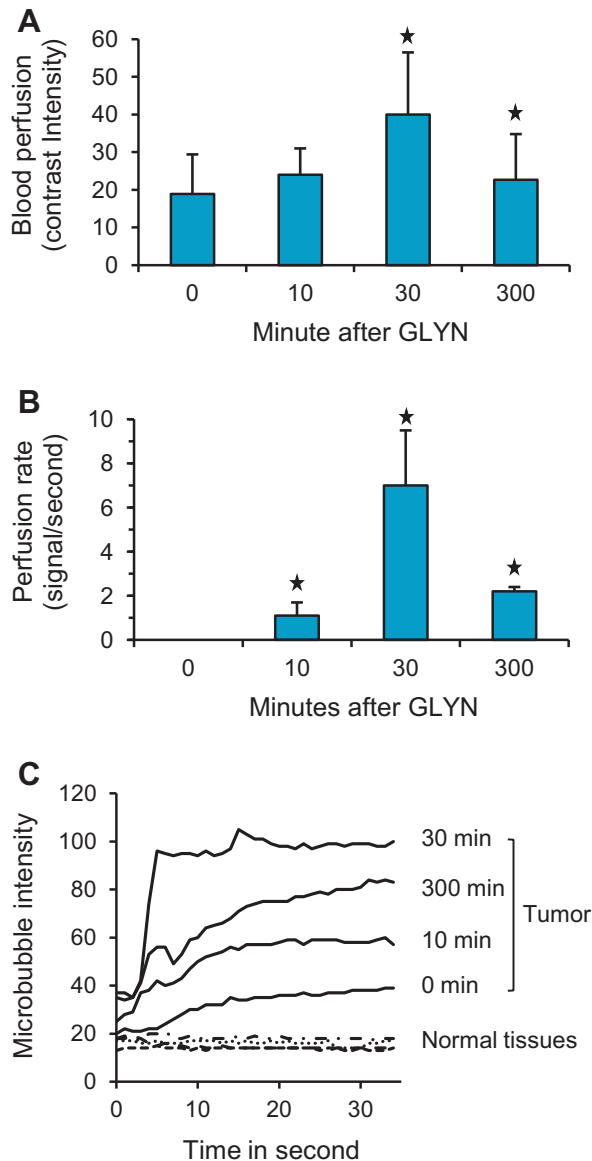 A
Blood perfusion
(contrast Intensity)
60
50
40
30
20
10
0
0 10 30 300
Minute after GLYN
B
Perfusion rate
(signal/second)
10
8
6
4
2
0
0 10 30 300
Minutes after GLYN
C
Microbubble intensity
120
100
80
60
40
20
0
0 10 20 30
Time in second
30 min
300 min
10 min
0 min
Tumor
Normal tissues